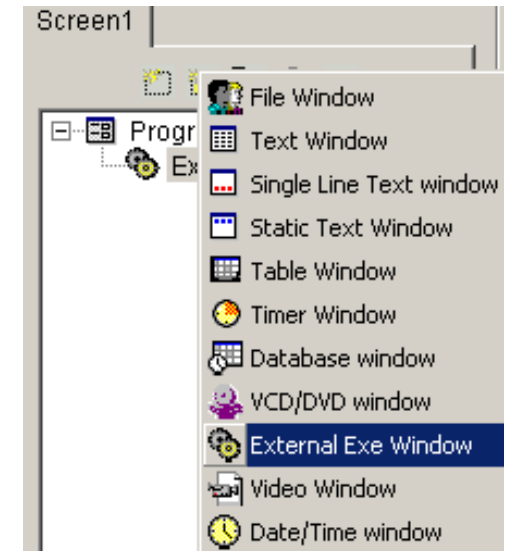 Screen1
File Window
Progr
Text Window
Ex
Single Line Text window
Static Text Window
Table Window
Timer Window
Database window
VCD/DVD window
External Exe Window
Video Window
Date/Time window